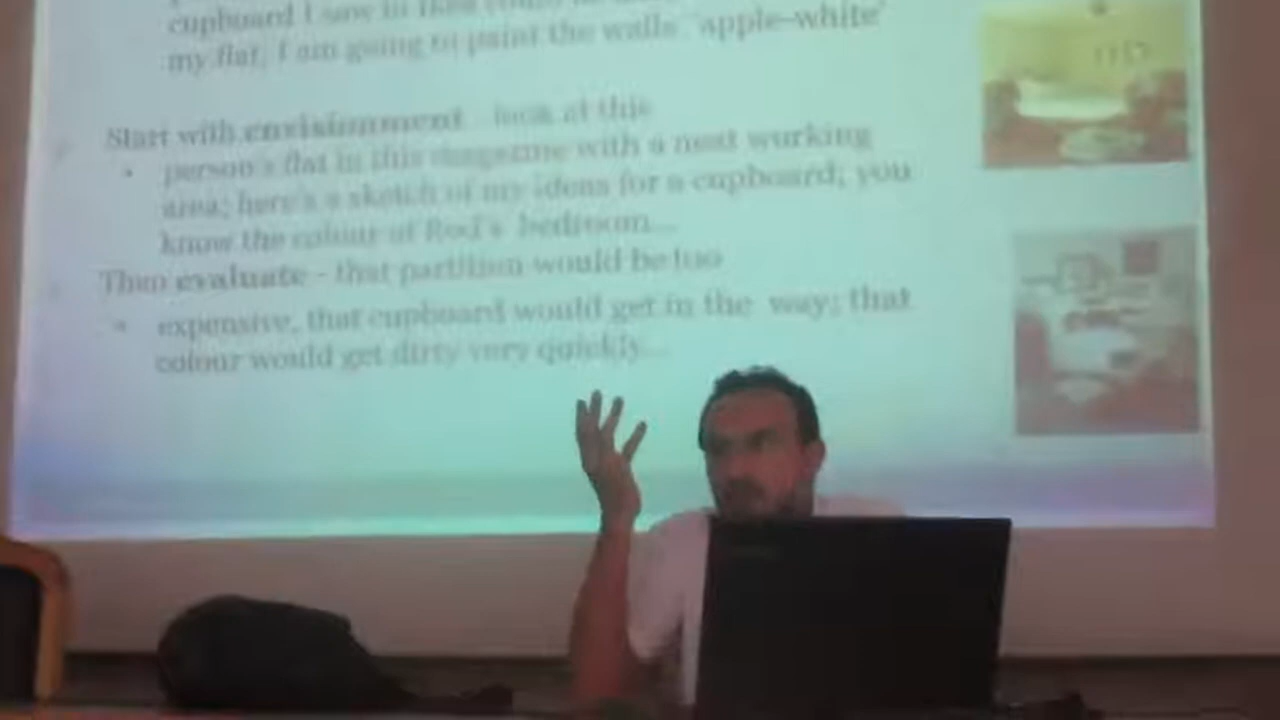 cupboard I saw in Ikea could
my flat; I am going to paint the walls 'apple-white'
Start with envisionment - look at this
person's flat in this magazine with a neat working
area; here's a sketch of my ideas for a cupboard; you
know the colour of Rod's bedroom...
Then evaluate - that partition would be too
expensive, that cupboard would get in the way; that
colour would get dirty very quickly...